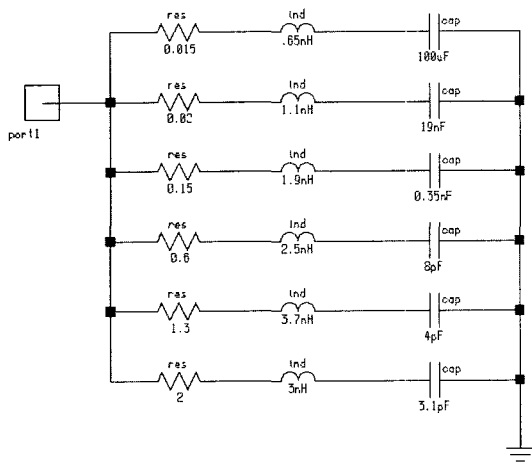 res
0.015
ind
.65nH
cap
100uF
port1
res
0.02
ind
1.1nH
cap
19nF
res
0.15
ind
1.9nH
cap
0.35nF
res
0.6
ind
2.5nH
cap
8pF
res
1.3
ind
3.7nH
cap
4pF
res
2
ind
3nH
cap
3.1pF